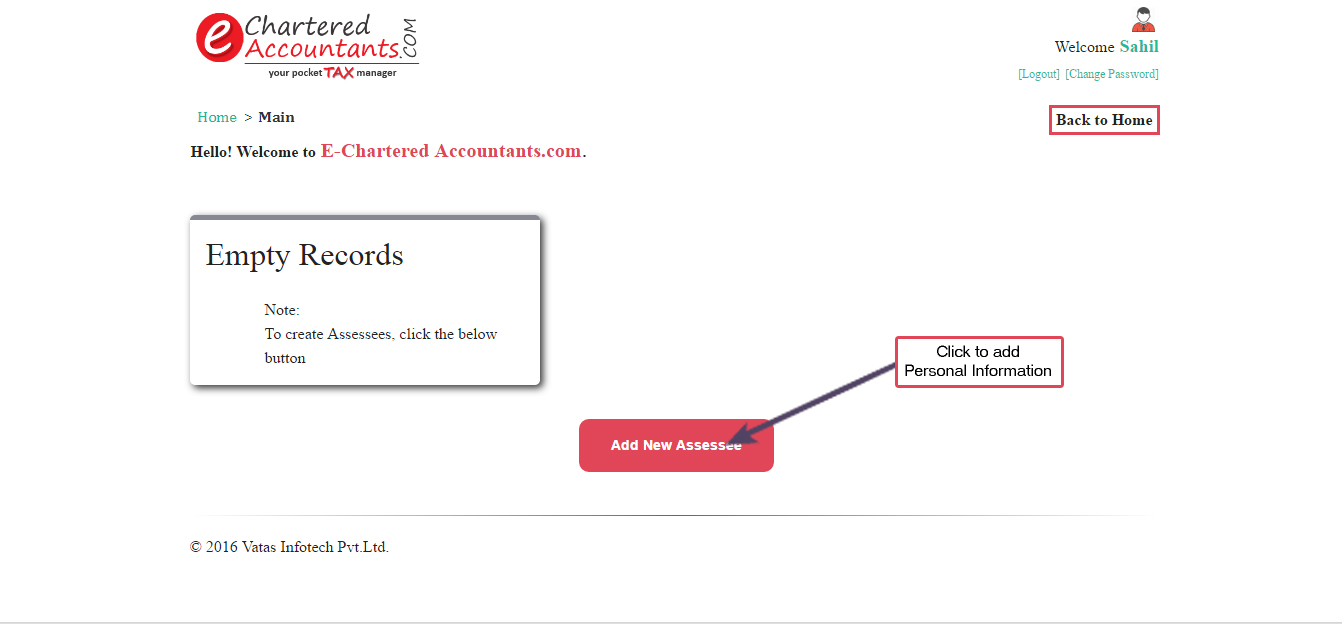 e Chartered
Accountants.COM
your pocket TAX manager
Welcome Sahil
[Logout] [Change Password]
Home > Main
Back to Home
Hello! Welcome to E-Chartered Accountants.com.
Empty Records
Note:
To create Assessees, click the below
button
Click to add
Personal Information
Add New Assessee
© 2016 Vatas Infotech Pvt.Ltd.